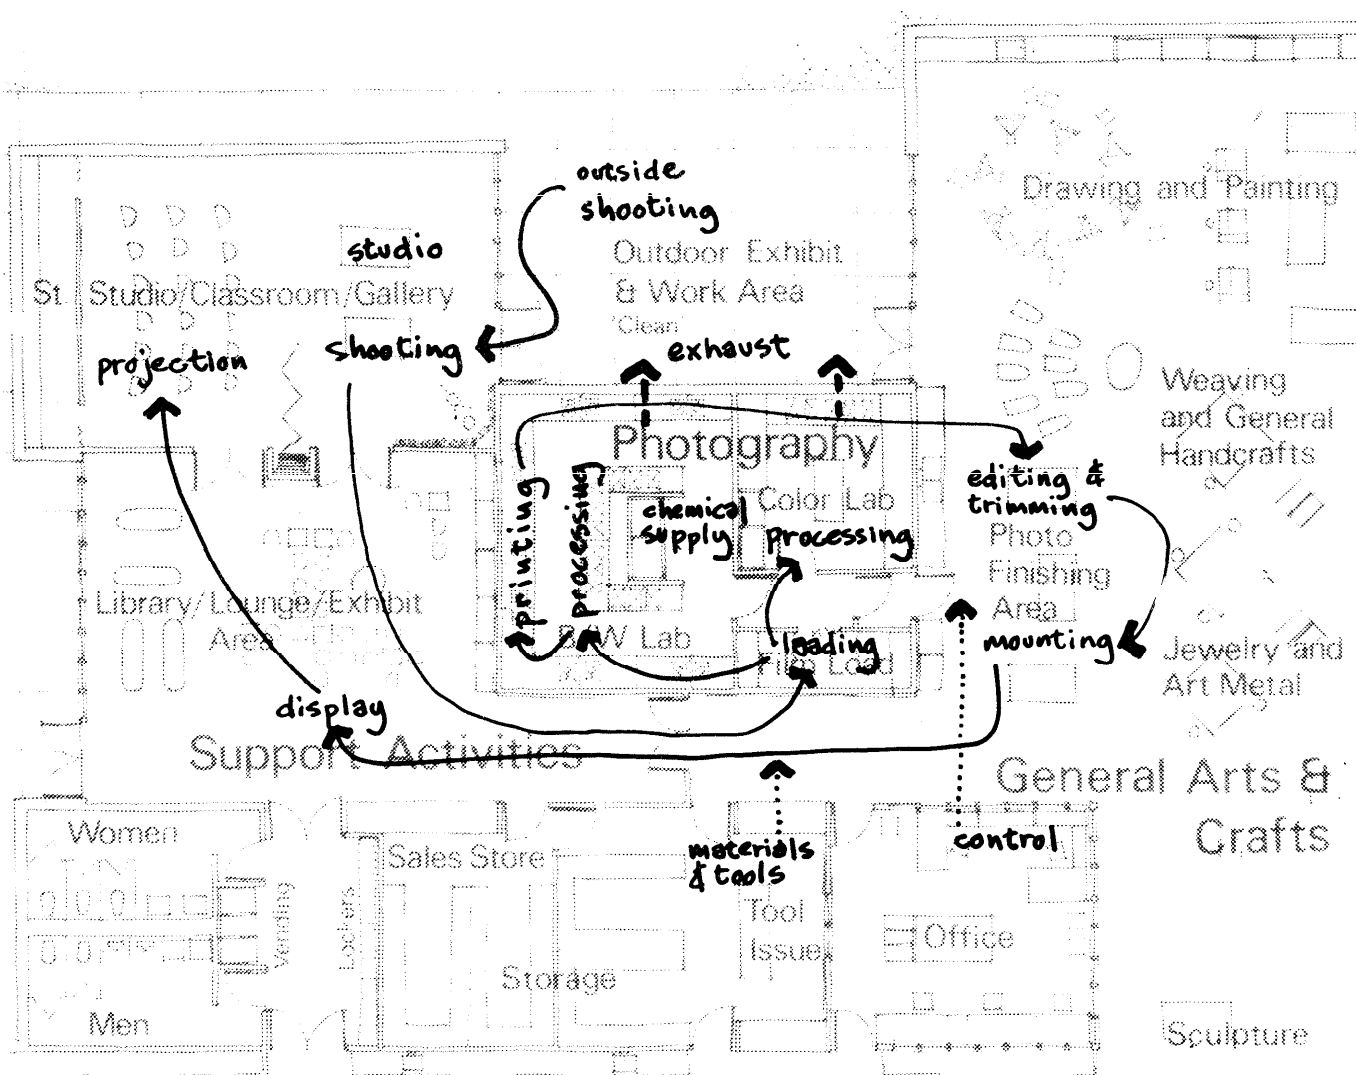 outside
shooting
Drawing and Painting
studio
Outdoor Exhibit
& Work Area
'Clean'
St. Studio/Classroom/Gallery
projection
shooting
exhaust
Weaving
and General
Handcrafts
Photography
editing &
trimming
Color Lab
chemical
supply
processing
printing
processing
Photo
Finishing
Area
Library/Lounge/Exhibit
Area
B/W Lab
loading
Film Load
mounting
Jewelry and
Art Metal
display
Support Activities
General Arts &
Crafts
Women
Sales Store
materials
& tools
control
Vending
Lockers
Tool
Issue
Office
Storage
Men
Sculpture